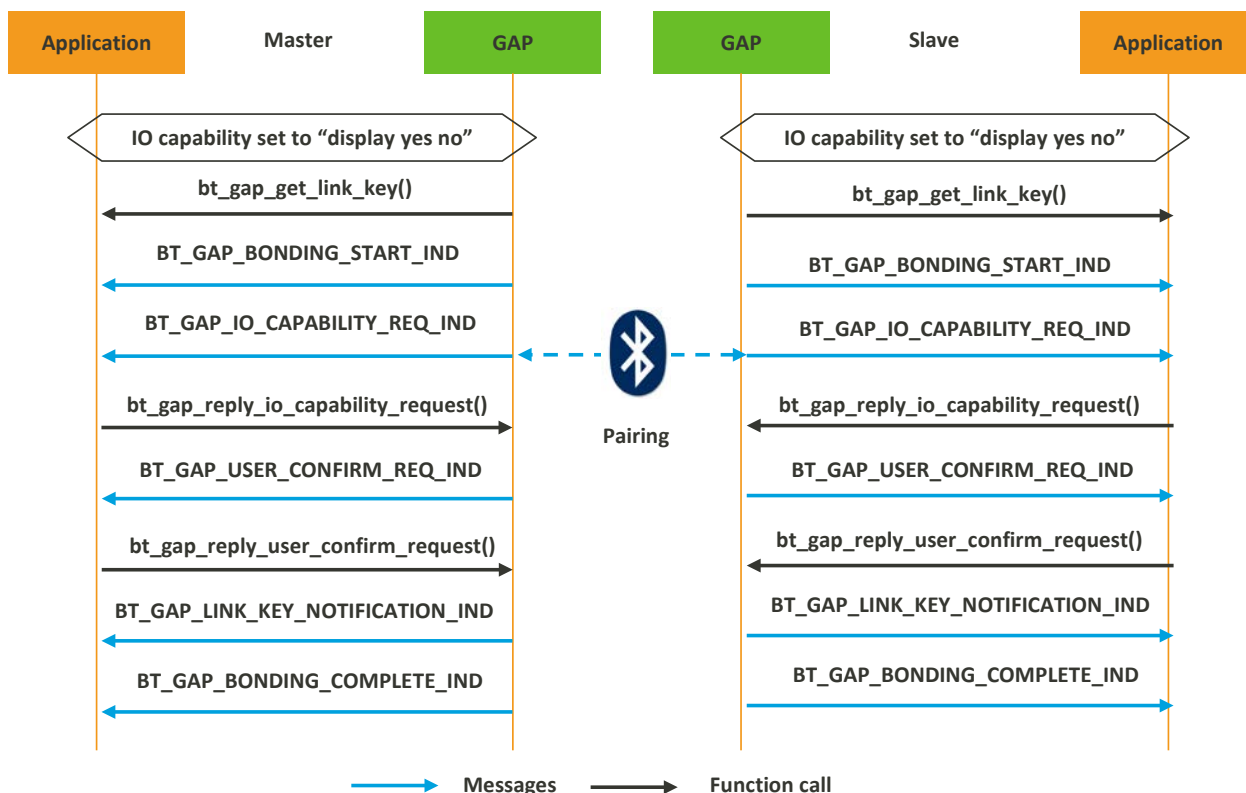 Application Master GAP GAP Slave Application
IO capability set to “display yes no” IO capability set to “display yes no”
bt_gap_get_link_key() bt_gap_get_link_key()
BT_GAP_BONDING_START_IND BT_GAP_BONDING_START_IND
BT_GAP_IO_CAPABILITY_REQ_IND BT_GAP_IO_CAPABILITY_REQ_IND
bt_gap_reply_io_capability_request() bt_gap_reply_io_capability_request()
Pairing
BT_GAP_USER_CONFIRM_REQ_IND BT_GAP_USER_CONFIRM_REQ_IND
bt_gap_reply_user_confirm_request() bt_gap_reply_user_confirm_request()
BT_GAP_LINK_KEY_NOTIFICATION_IND BT_GAP_LINK_KEY_NOTIFICATION_IND
BT_GAP_BONDING_COMPLETE_IND BT_GAP_BONDING_COMPLETE_IND
Messages Function call